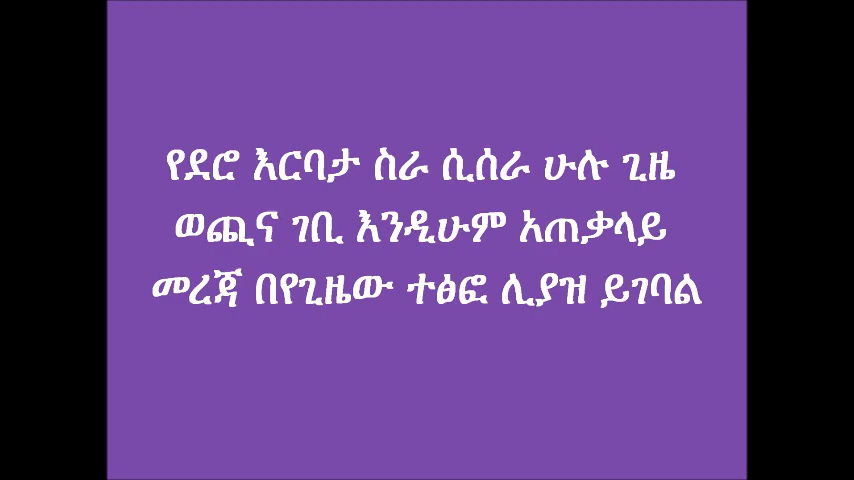 የደሮ እርባታ ስራ ሲሰራ ሁሉ ጊዜ
ወጪና ገቢ እንዲሁም አጠቃላይ
መረጃ በየጊዜው ተፅፎ ሊያዝ ይገባል